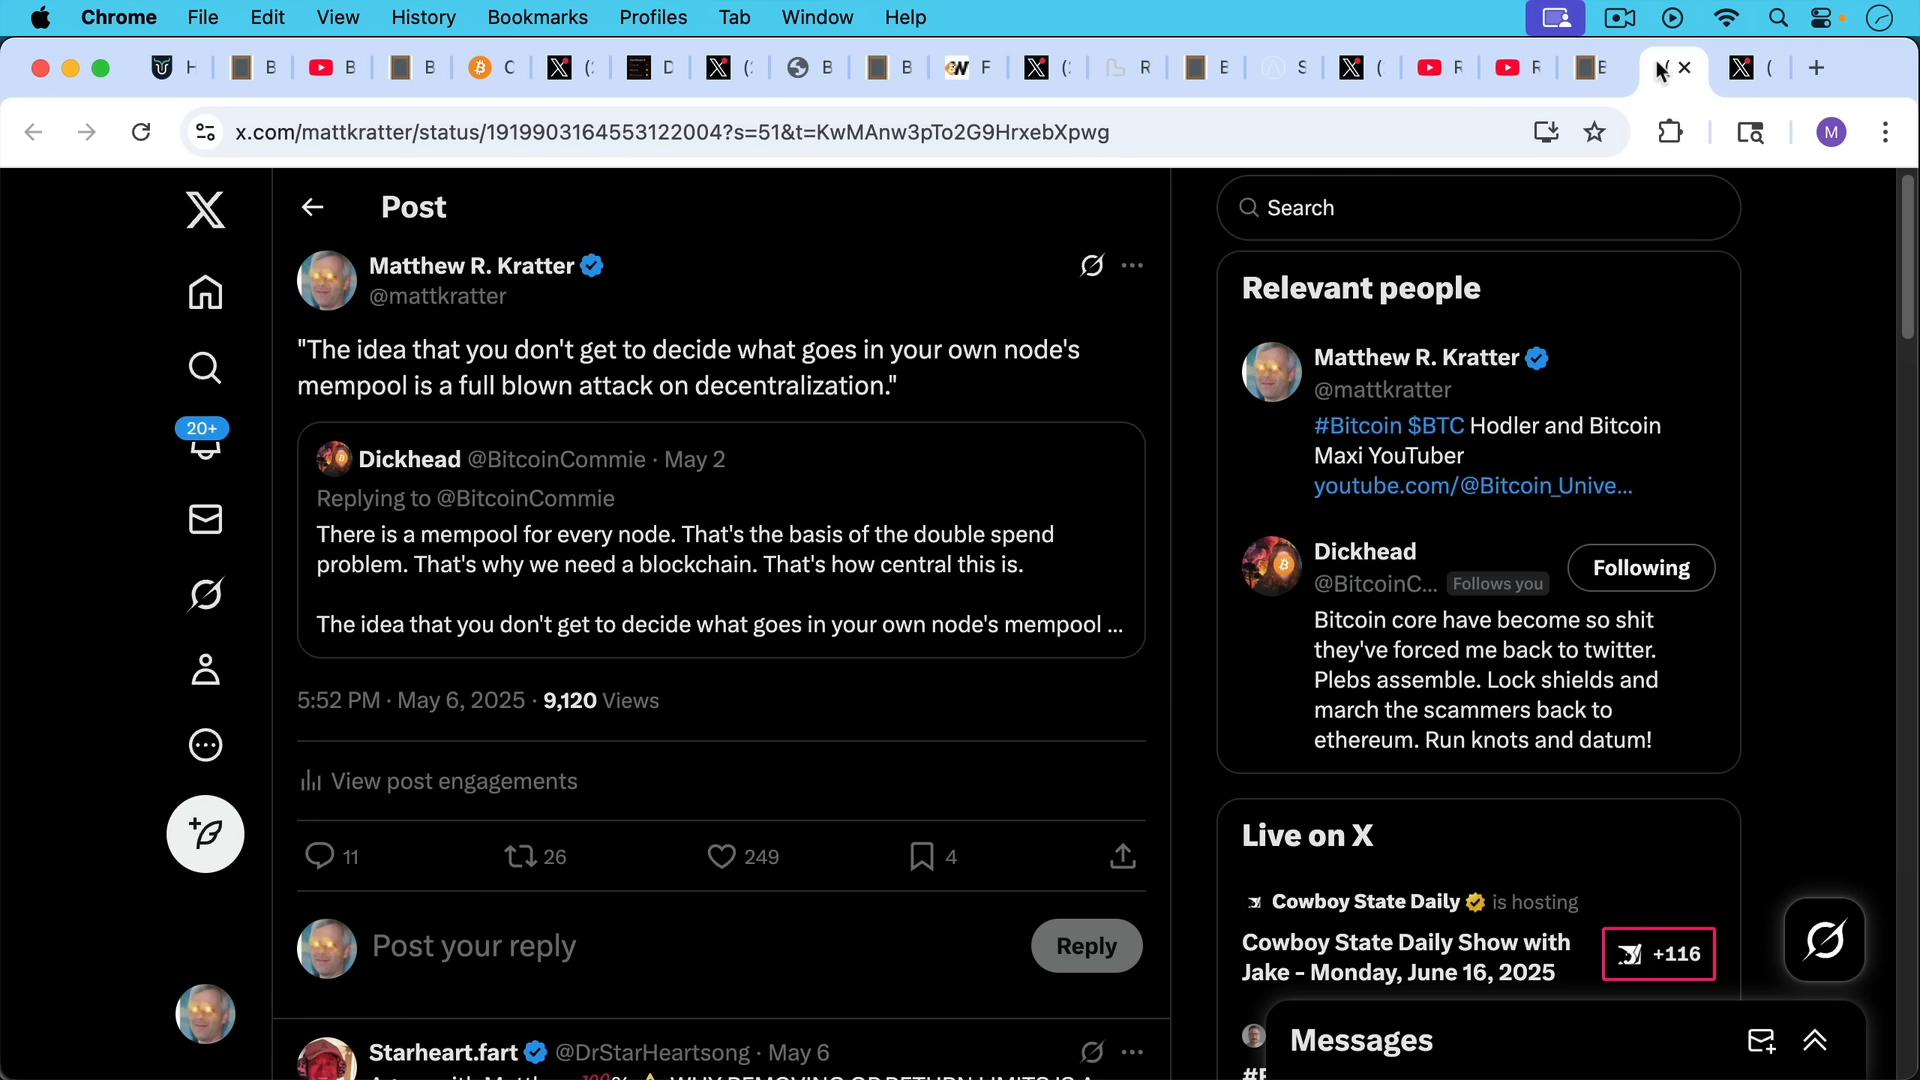 Chrome File Edit View History Bookmarks Profiles Tab Window Help
x.com/mattkratter/status/1919903164553122004?s=51&t=KwMAnw3pTo2G9HrxebXpwg
M
Post
Matthew R. Kratter
@mattkratter
"The idea that you don't get to decide what goes in your own node's
mempool is a full blown attack on decentralization."
Dickhead @BitcoinCommie · May 2
Replying to @BitcoinCommie
There is a mempool for every node. That's the basis of the double spend
problem. That's why we need a blockchain. That's how central this is.
The idea that you don't get to decide what goes in your own node's mempool ...
5:52 PM · May 6, 2025 · 9,120 Views
View post engagements
11 26 249 4
Post your reply
Reply
Starheart.fart @DrStarHeartsong · May 6
20+
Search
Relevant people
Matthew R. Kratter
@mattkratter
#Bitcoin $BTC Hodler and Bitcoin
Maxi YouTuber
youtube.com/@Bitcoin_Unive...
Dickhead
@BitcoinC... Follows you
Following
Bitcoin core have become so shit
they've forced me back to twitter.
Plebs assemble. Lock shields and
march the scammers back to
ethereum. Run knots and datum!
Live on X
Cowboy State Daily is hosting
Cowboy State Daily Show with
Jake - Monday, June 16, 2025
+116
Messages